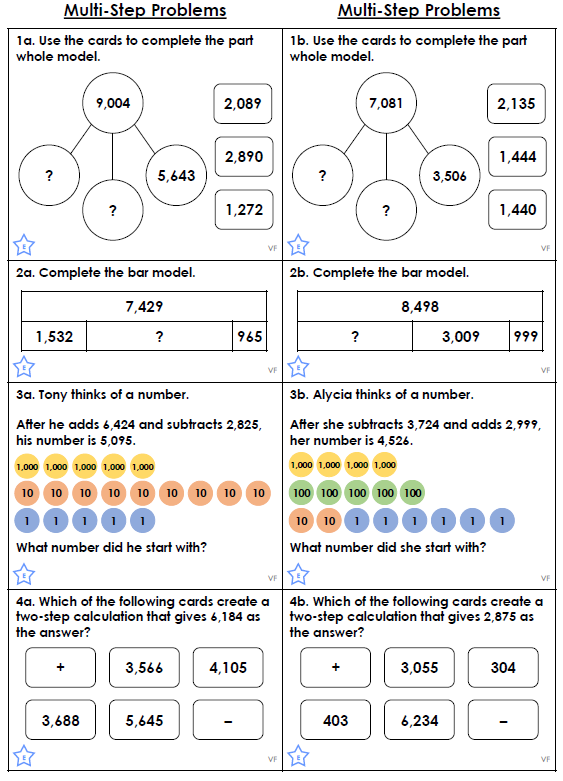 Multi-Step Problems
Multi-Step Problems
1a. Use the cards to complete the part
whole model.
9,004
?
?
5,643
2,089
2,890
1,272
E
VF
1b. Use the cards to complete the part
whole model.
7,081
?
?
3,506
2,135
1,444
1,440
E
VF
2a. Complete the bar model.
7,429
1,532 ? 965
E
VF
2b. Complete the bar model.
8,498
? 3,009 999
E
VF
3a. Tony thinks of a number.
After he adds 6,424 and subtracts 2,825,
his number is 5,095.
1,000 1,000 1,000 1,000 1,000
10 10 10 10 10 10 10 10 10
1 1 1 1 1
What number did he start with?
E
VF
3b. Alycia thinks of a number.
After she subtracts 3,724 and adds 2,999,
her number is 4,526.
1,000 1,000 1,000 1,000
100 100 100 100 100
10 10 1 1 1 1 1 1
What number did she start with?
E
VF
4a. Which of the following cards create a
two-step calculation that gives 6,184 as
the answer?
+ 3,566 4,105
3,688 5,645 –
E
VF
4b. Which of the following cards create a
two-step calculation that gives 2,875 as
the answer?
+ 3,055 304
403 6,234 –
E
VF